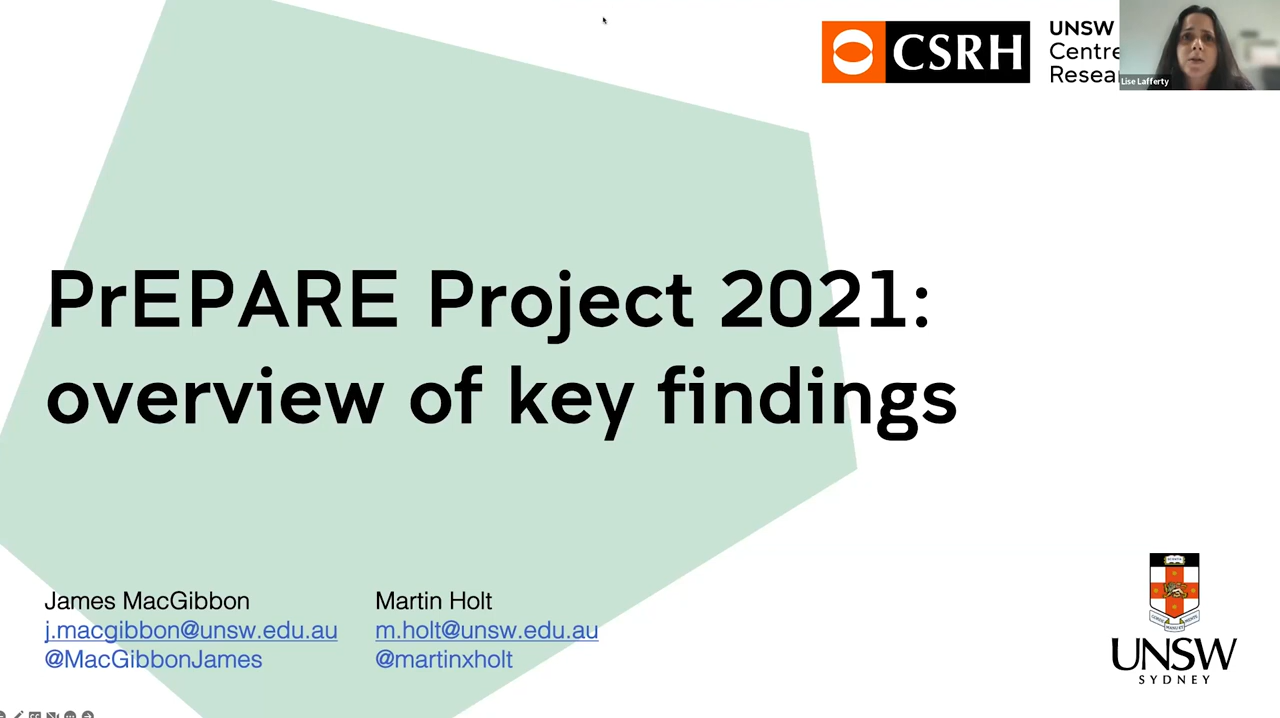 CSRH
UNSW
Centre
Resear
Lise Lafferty
PrEPARE Project 2021:
overview of key findings
James MacGibbon
j.macgibbon@unsw.edu.au
@MacGibbonJames
Martin Holt
m.holt@unsw.edu.au
@martinxholt
UNSW
SYDNEY